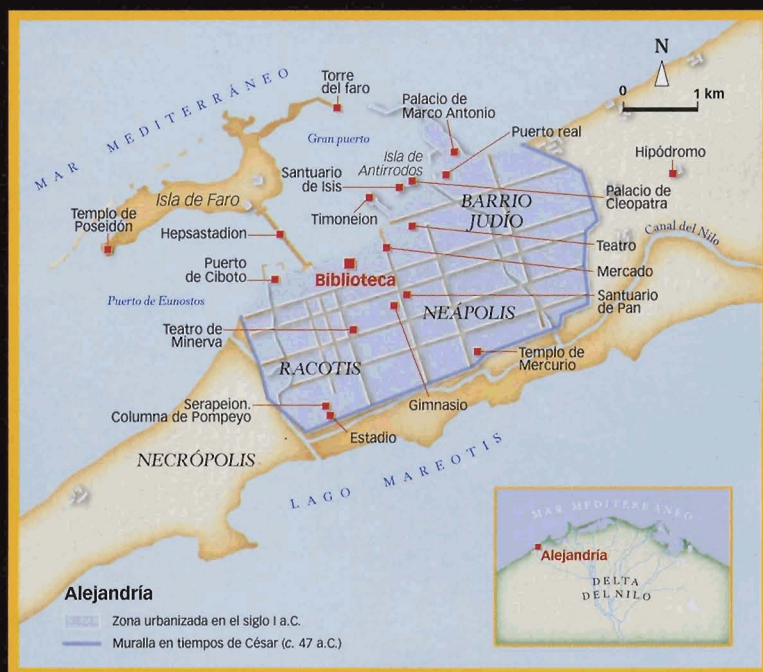 MAR MEDITERRÁNEO
Torre
del faro
Gran puerto
Palacio de
Marco Antonio
Puerto real
N
0 1 km
Hipódromo
Isla de
Antirrodos
Santuario
de Isis
Isla de Faro
Timoneion
BARRIO
JUDÍO
Palacio de
Cleopatra
Templo de
Poseidón
Hepsastadion
Teatro
Canal del Nilo
Puerto
de Ciboto
Biblioteca
Mercado
Puerto de Eunostos
Santuario
de Pan
NEÁPOLIS
Teatro de
Minerva
RACOTIS
Templo de
Mercurio
Serapeion.
Columna de Pompeyo
Gimnasio
Estadio
NECRÓPOLIS
LAGO MAREOTIS
MAR MEDITERRÁNEO
Alejandría
DELTA
DEL NILO
Alejandría
Zona urbanizada en el siglo I a.C.
Muralla en tiempos de César (c. 47 a.C.)